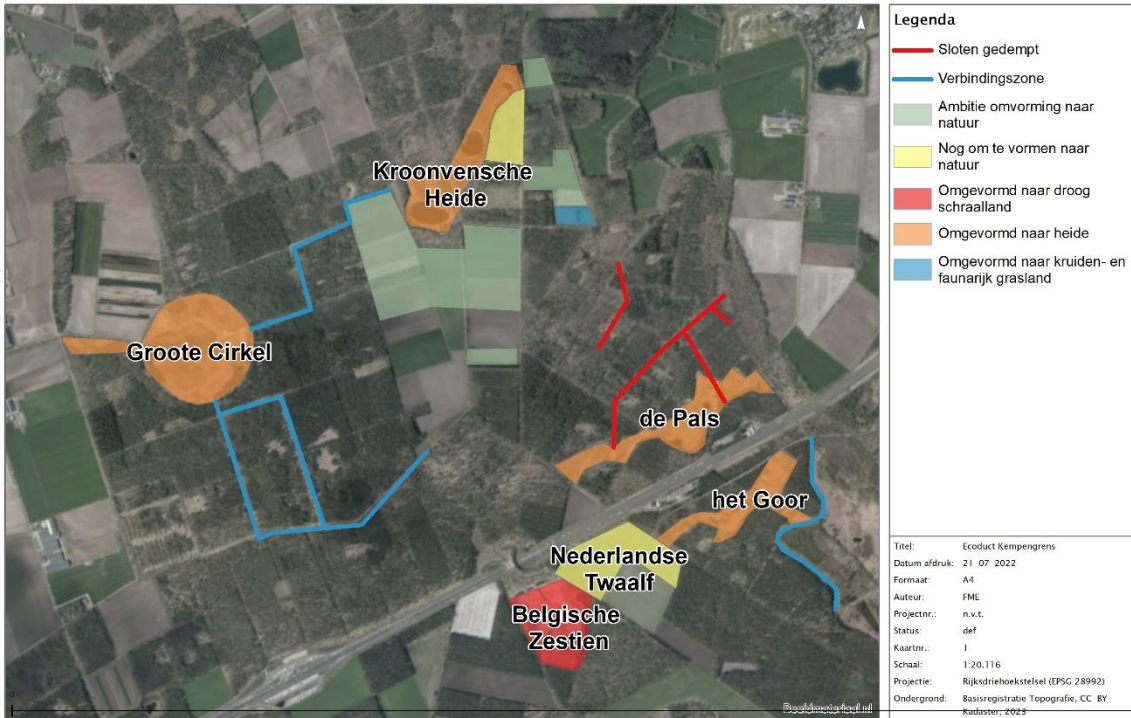 Kroonvensche
Heide
Groote Cirkel
de Pals
het Goor
Nederlandse
Twaalf
Belgische
Zestien
0
Beeldmateriaal.nl
Legenda
Sloten gedempt
Verbindingszone
Ambitie omvorming naar
natuur
Nog om te vormen naar
natuur
Omgevormd naar droog
schraalland
Omgevormd naar heide
Omgevormd naar kruiden- en
faunarijk grasland
Titel: Ecoduct Kempengrens
Datum afdruk: 21 07 2022
Formaat: A4
Auteur: FME
Projectnr.: n.v.t.
Status: def
Kaartnr.: 1
Schaal: 1:20.116
Projectie: Rijksdriehoekstelsel (EPSG 28992)
Ondergrond: Basisregistratie Topografie, CC BY
Kadaster, 2023